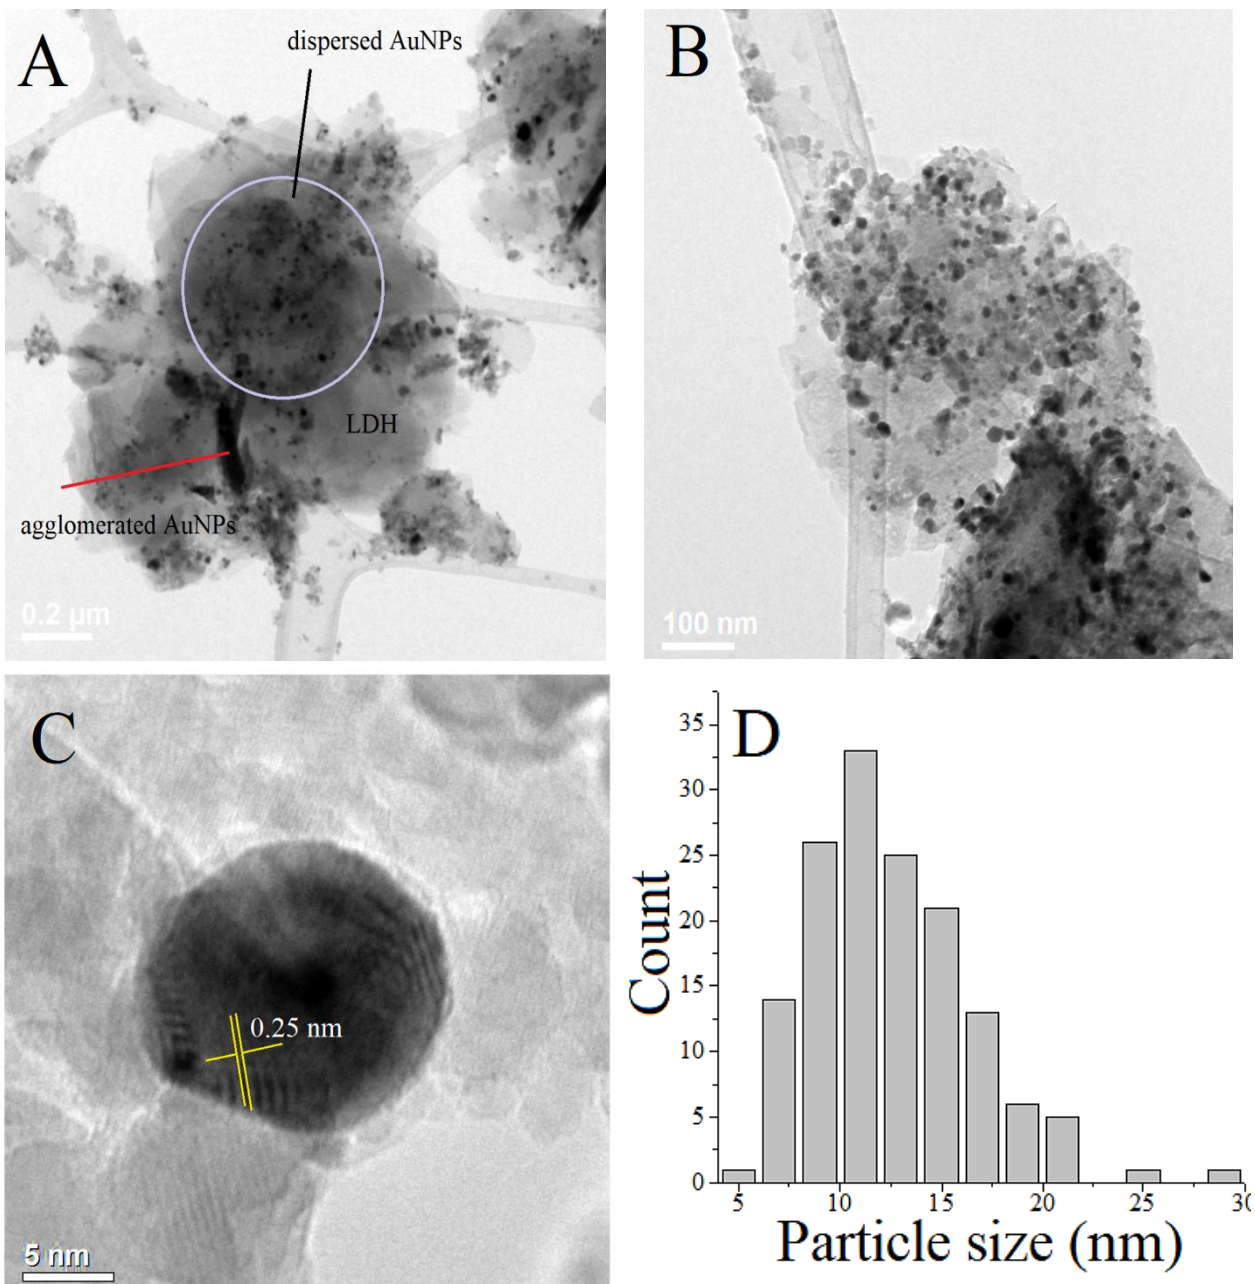 A
dispersed AuNPs
LDH
agglomerated AuNPs
0.2 μm
B
100 nm
C
0.25 nm
5 nm
D
Count
35
30
25
20
15
10
5
0
5 10 15 20 25 30
Particle size (nm)